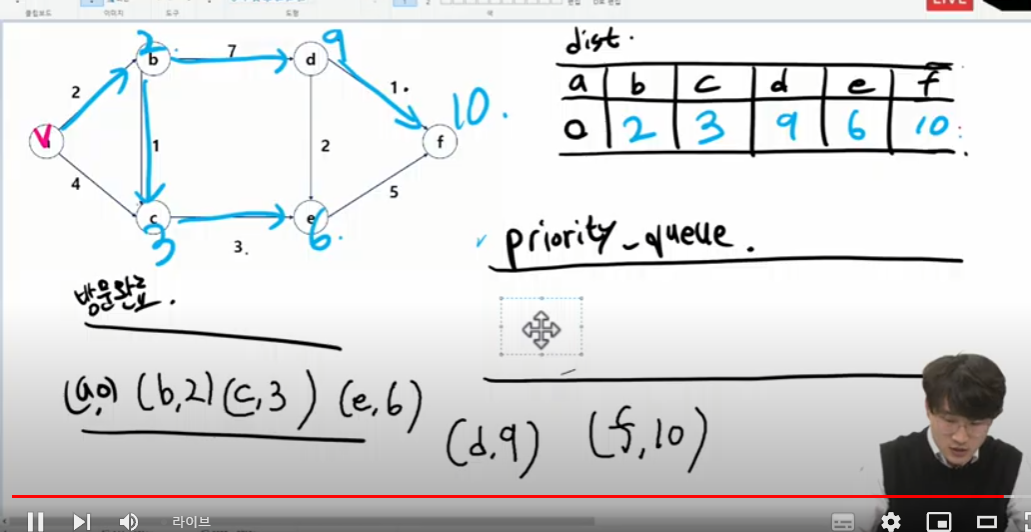 LIVE
클립보드 이미지 도구 도형 색
dist.
a b c d e f
0 2 3 9 6 10
2 b 7 d 9
2 1 2 1. f 10.
4 c 3 3. e 6. 5
priority_queue.
방문완료.
(a,0) (b,2) (c,3) (e,6)
(d,9) (f,10)
라이브